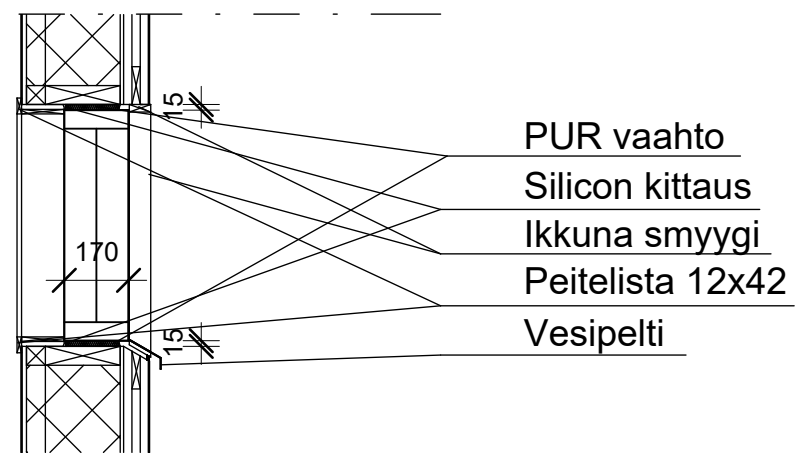 15
PUR vaahto
Silicon kittaus
Ikkuna smyygi
170
Peitelista 12x42
Vesipelti
15